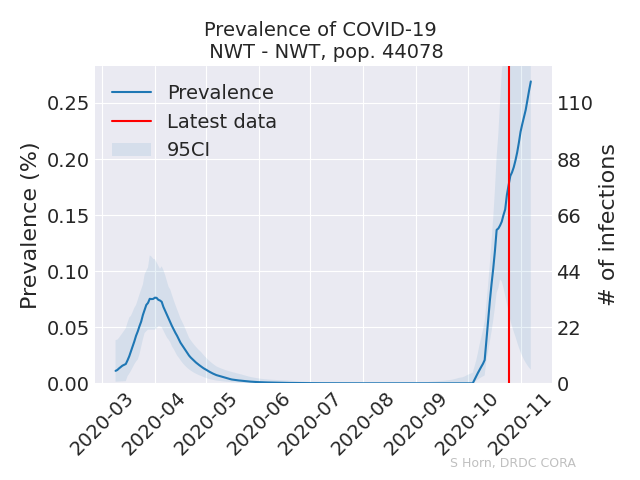 Prevalence of COVID-19
NWT - NWT, pop. 44078
Prevalence
Latest data
95CI
Prevalence (%)
0.25
0.20
0.15
0.10
0.05
0.00
110
88
66
44
22
0
# of infections
2020-03
2020-04
2020-05
2020-06
2020-07
2020-08
2020-09
2020-10
2020-11
S Horn, DRDC CORA